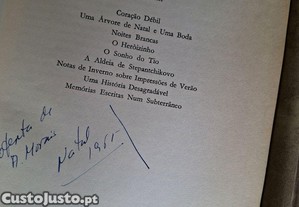 Coração Débil
Uma Árvore de Natal e Uma Boda
Noites Brancas
O Heròizinho
O Sonho do Tio
A Aldeia de Stepantchikovo
Notas de Inverno sobre Impressões de Verão
Uma História Desagradável
Memórias Escritas Num Subterrâneo
de
Natal
CustoJusto.pt